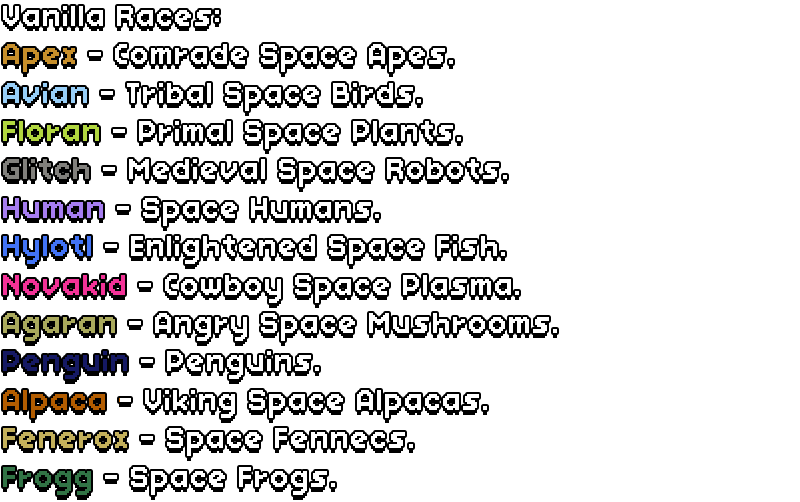 Vanilla Races:
Apex - Comrade Space Apes.
Avian - Tribal Space Birds.
Floran - Primal Space Plants.
Glitch - Medieval Space Robots.
Human - Space Humans.
Hylotl - Enlightened Space Fish.
Novakid - Cowboy Space Plasma.
Agaran - Angry Space Mushrooms.
Penguin - Penguins.
Alpaca - Viking Space Alpacas.
Fenerox - Space Fennecs.
Frogg - Space Frogs.